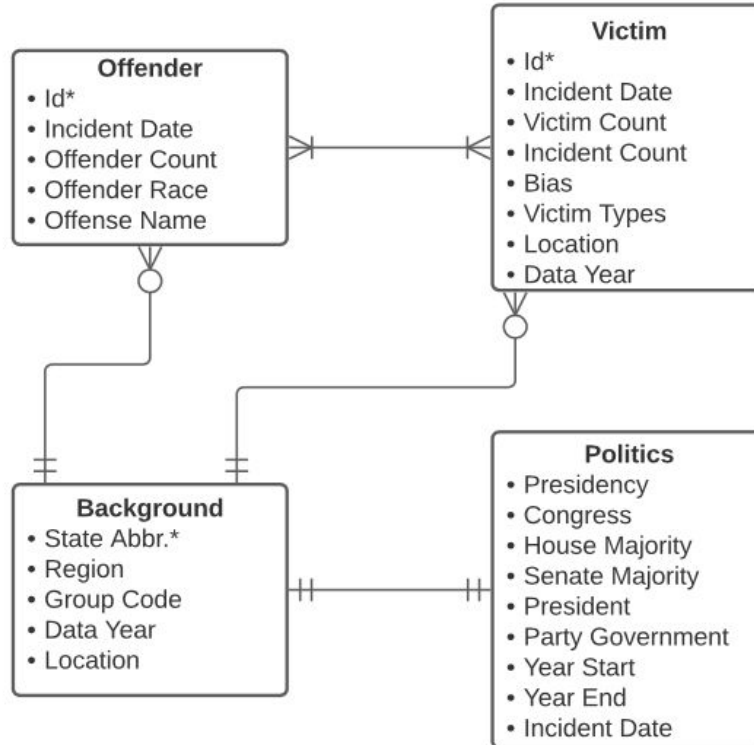 Offender
• Id*
• Incident Date
• Offender Count
• Offender Race
• Offense Name
Victim
• Id*
• Incident Date
• Victim Count
• Incident Count
• Bias
• Victim Types
• Location
• Data Year
Background
• State Abbr.*
• Region
• Group Code
• Data Year
• Location
Politics
• Presidency
• Congress
• House Majority
• Senate Majority
• President
• Party Government
• Year Start
• Year End
• Incident Date